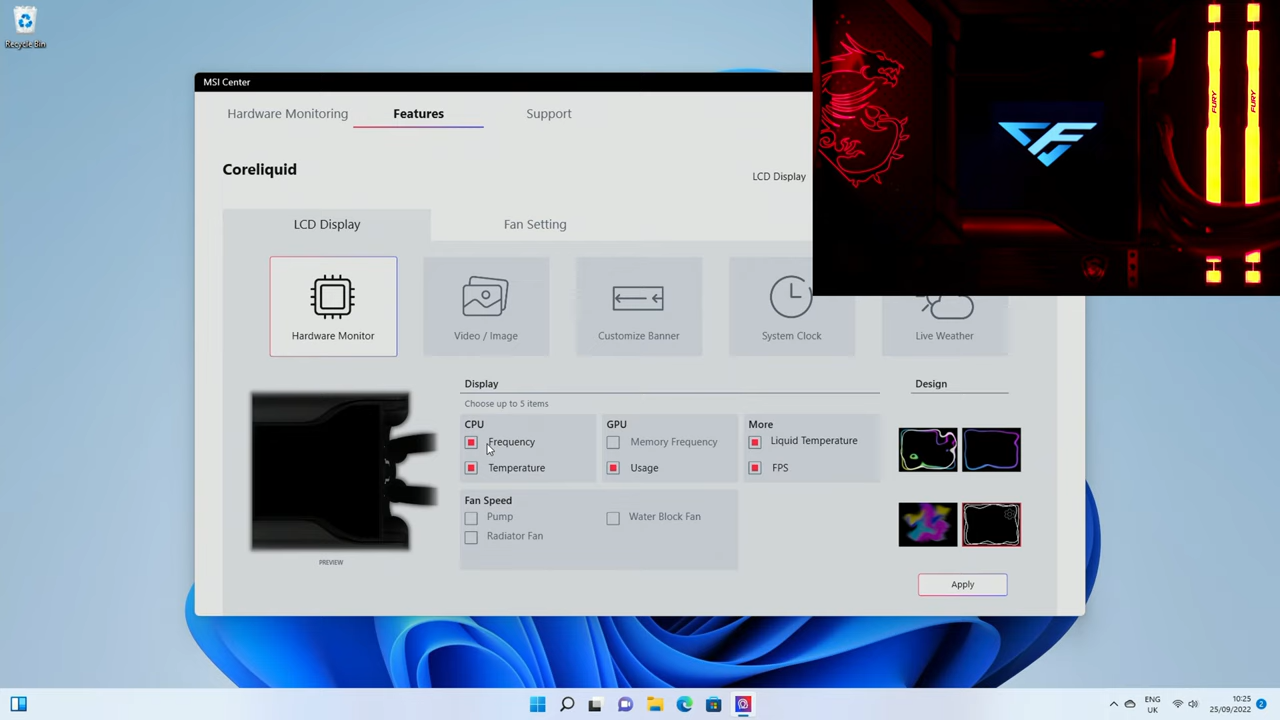 Recycle Bin
MSI Center
Hardware Monitoring
Features
Support
Coreliquid
LCD Display
LCD Display
Fan Setting
Hardware Monitor
Video / Image
Customize Banner
System Clock
Live Weather
Display
Choose up to 5 items
Design
CPU
Frequency
Temperature
GPU
Memory Frequency
Usage
More
Liquid Temperature
FPS
Fan Speed
Pump
Water Block Fan
Radiator Fan
PREVIEW
Apply
FURY
FURY
ENG
UK
10:25
25/09/2022
2